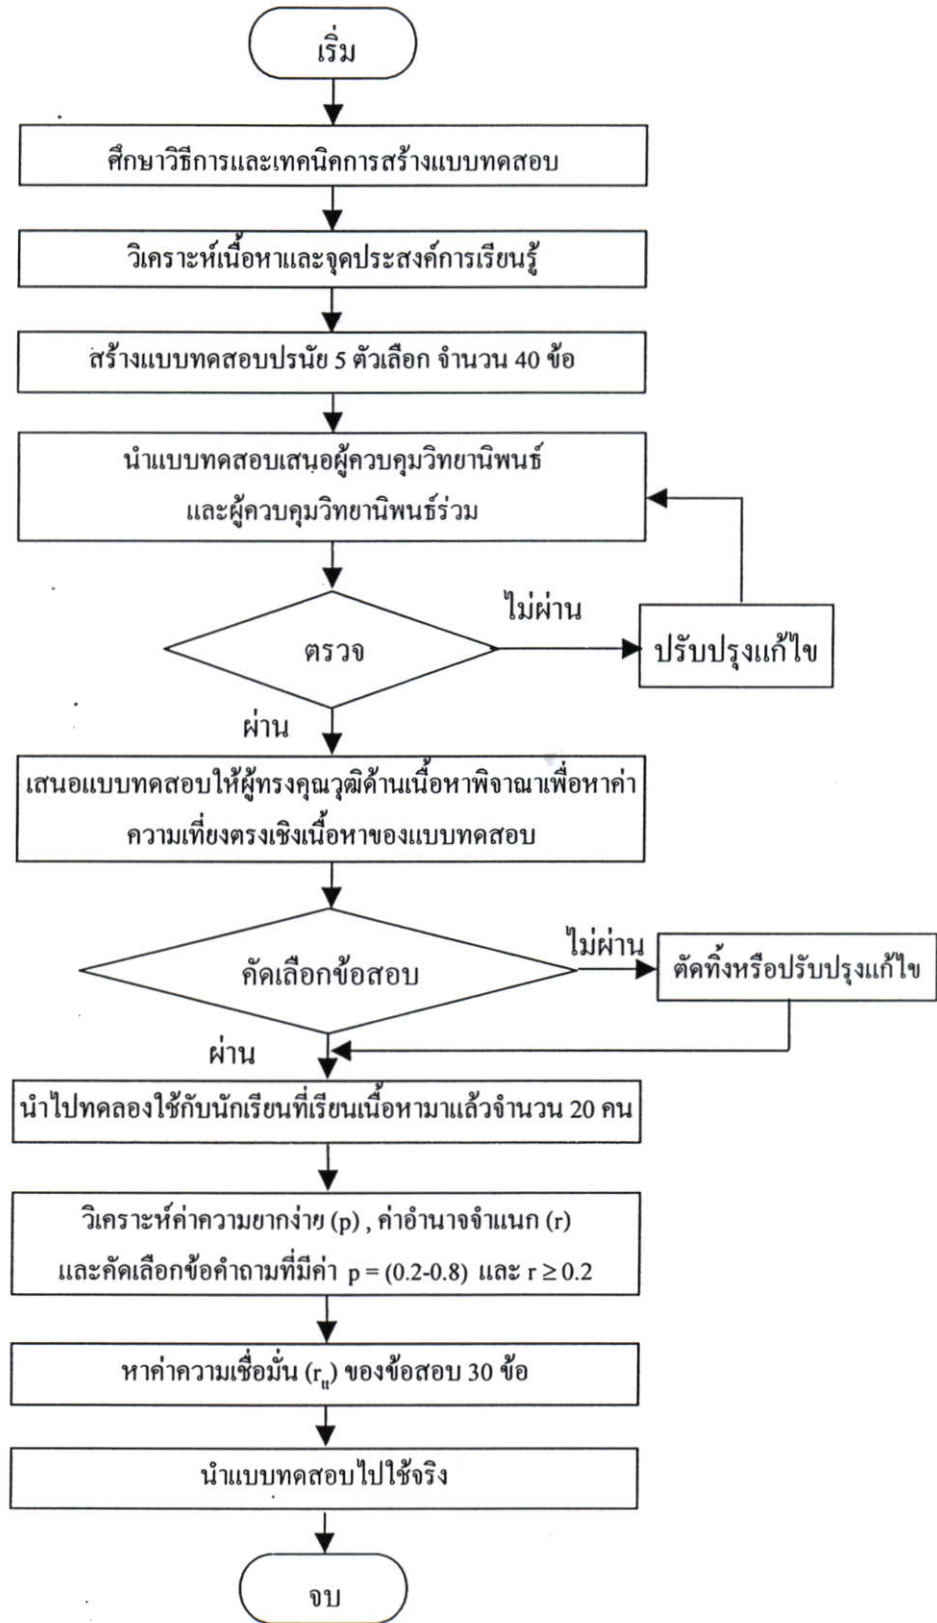 เริ่ม
ศึกษาวิธีการและเทคนิคการสร้างแบบทดสอบ
วิเคราะห์เนื้อหาและจุดประสงค์การเรียนรู้
สร้างแบบทดสอบปรนัย 5 ตัวเลือก จำนวน 40 ข้อ
นำแบบทดสอบเสนอผู้ควบคุมวิทยานิพนธ์
และผู้ควบคุมวิทยานิพนธ์ร่วม
ตรวจ
ไม่ผ่าน
ปรับปรุงแก้ไข
ผ่าน
เสนอแบบทดสอบให้ผู้ทรงคุณวุฒิด้านเนื้อหาพิจาณาเพื่อหาค่า
ความเที่ยงตรงเชิงเนื้อหาของแบบทดสอบ
คัดเลือกข้อสอบ
ไม่ผ่าน
ตัดทิ้งหรือปรับปรุงแก้ไข
ผ่าน
นำไปทดลองใช้กับนักเรียนที่เรียนเนื้อหามาแล้วจำนวน 20 คน
วิเคราะห์ค่าความยากง่าย (p) , ค่าอำนาจจำแนก (r)
และคัดเลือกข้อคำถามที่มีค่า p = (0.2-0.8) และ r ≥ 0.2
หาค่าความเชื่อมั่น (rtt) ของข้อสอบ 30 ข้อ
นำแบบทดสอบไปใช้จริง
จบ